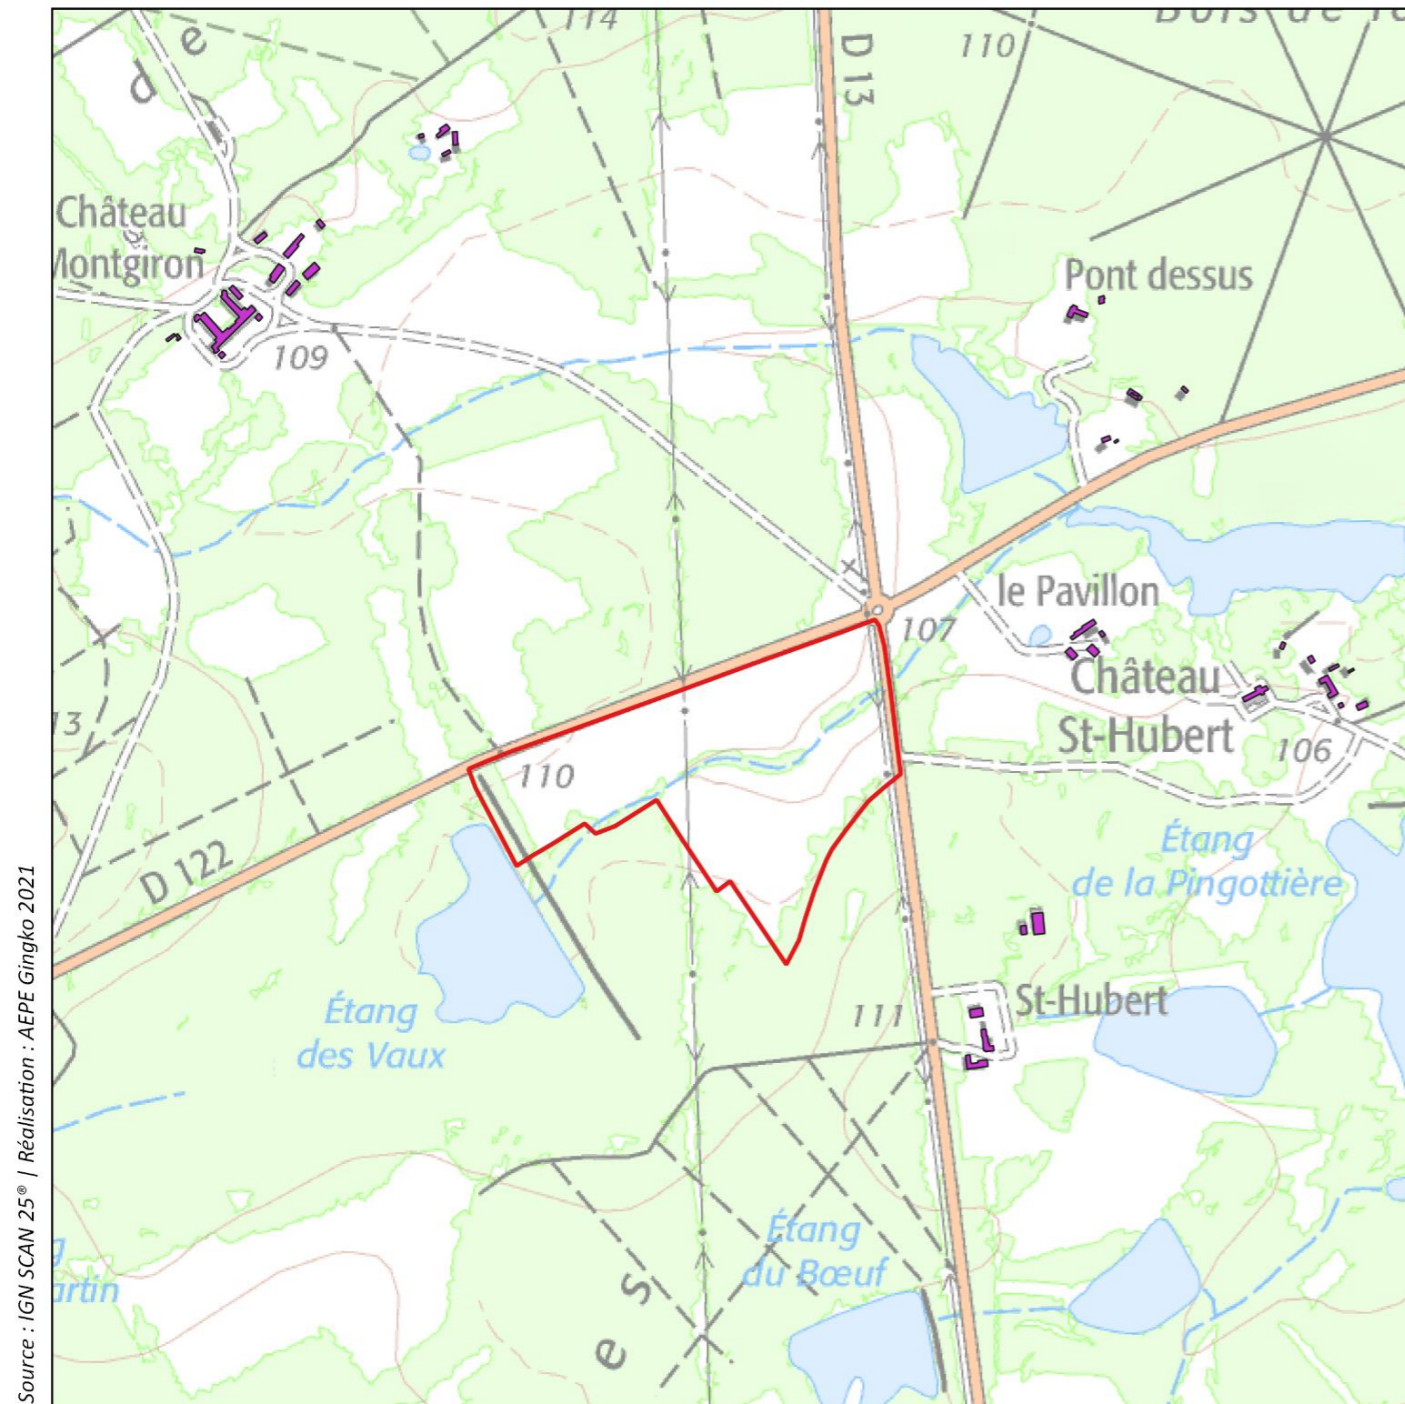 114
D 13
110
d e
Château
Montgiron
109
Pont dessus
le Pavillon
107
Château
St-Hubert
106
13
110
D 122
Étang
de la Pingottière
Étang
des Vaux
111
St-Hubert
Étang
du Bœuf
artin
e s
Source : IGN SCAN 25® | Réalisation : AEPE Gingko 2021